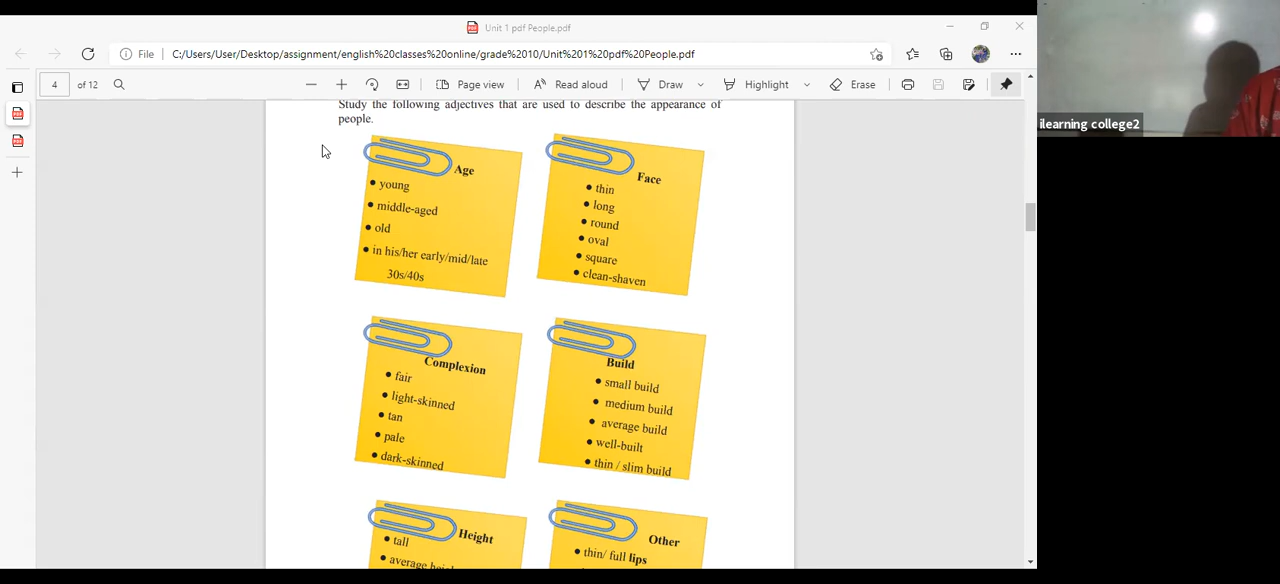 Unit 1 pdf People.pdf
File
C:/Users/User/Desktop/assignment/english%20classes%20online/grade%2010/Unit%201%20pdf%20People.pdf
4 of 12
Page view
Read aloud
Draw
Highlight
Erase
ilearning college2
Study the following adjectives that are used to describe the appearance of
people.
Age
young
middle-aged
old
in his/her early/mid/late
30s/40s
Face
thin
long
round
oval
square
clean-shaven
Complexion
fair
light-skinned
tan
pale
dark-skinned
Build
small build
medium build
average build
well-built
thin / slim build
Height
tall
average
Other
thin/ full lips